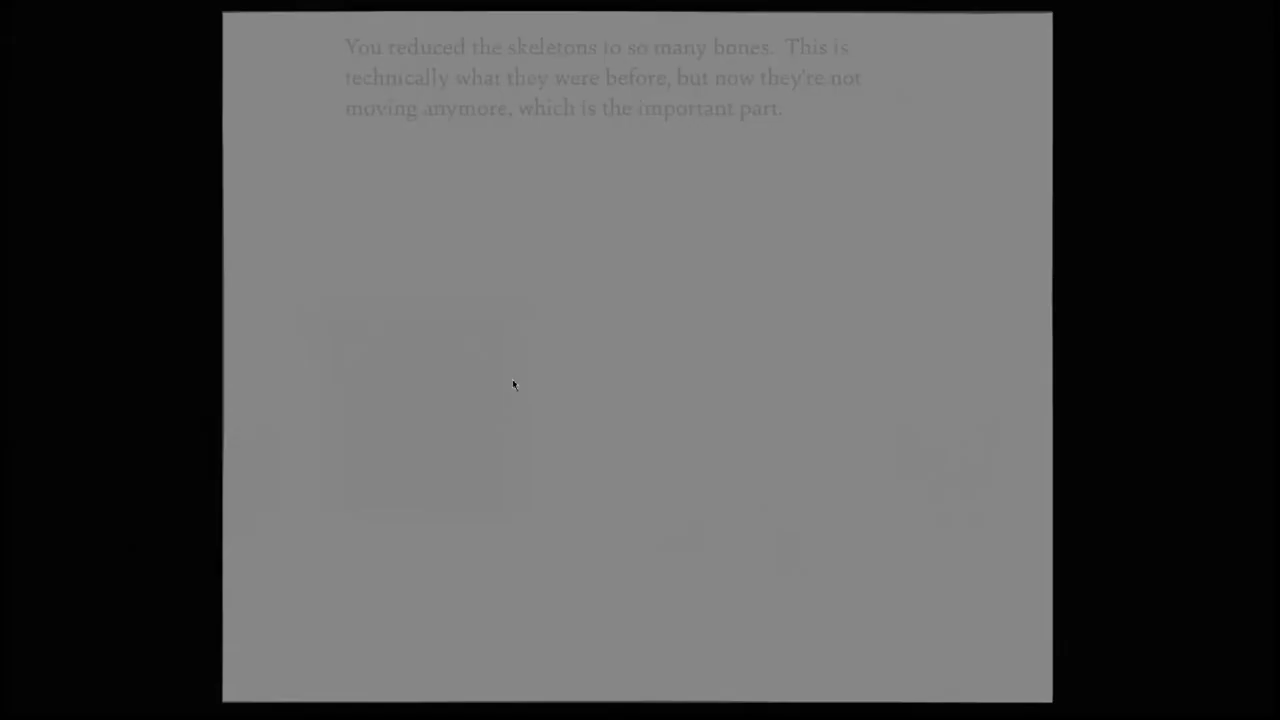 You reduced the skeletons to so many bones.  This is
technically what they were before, but now they're not
moving anymore, which is the important part.